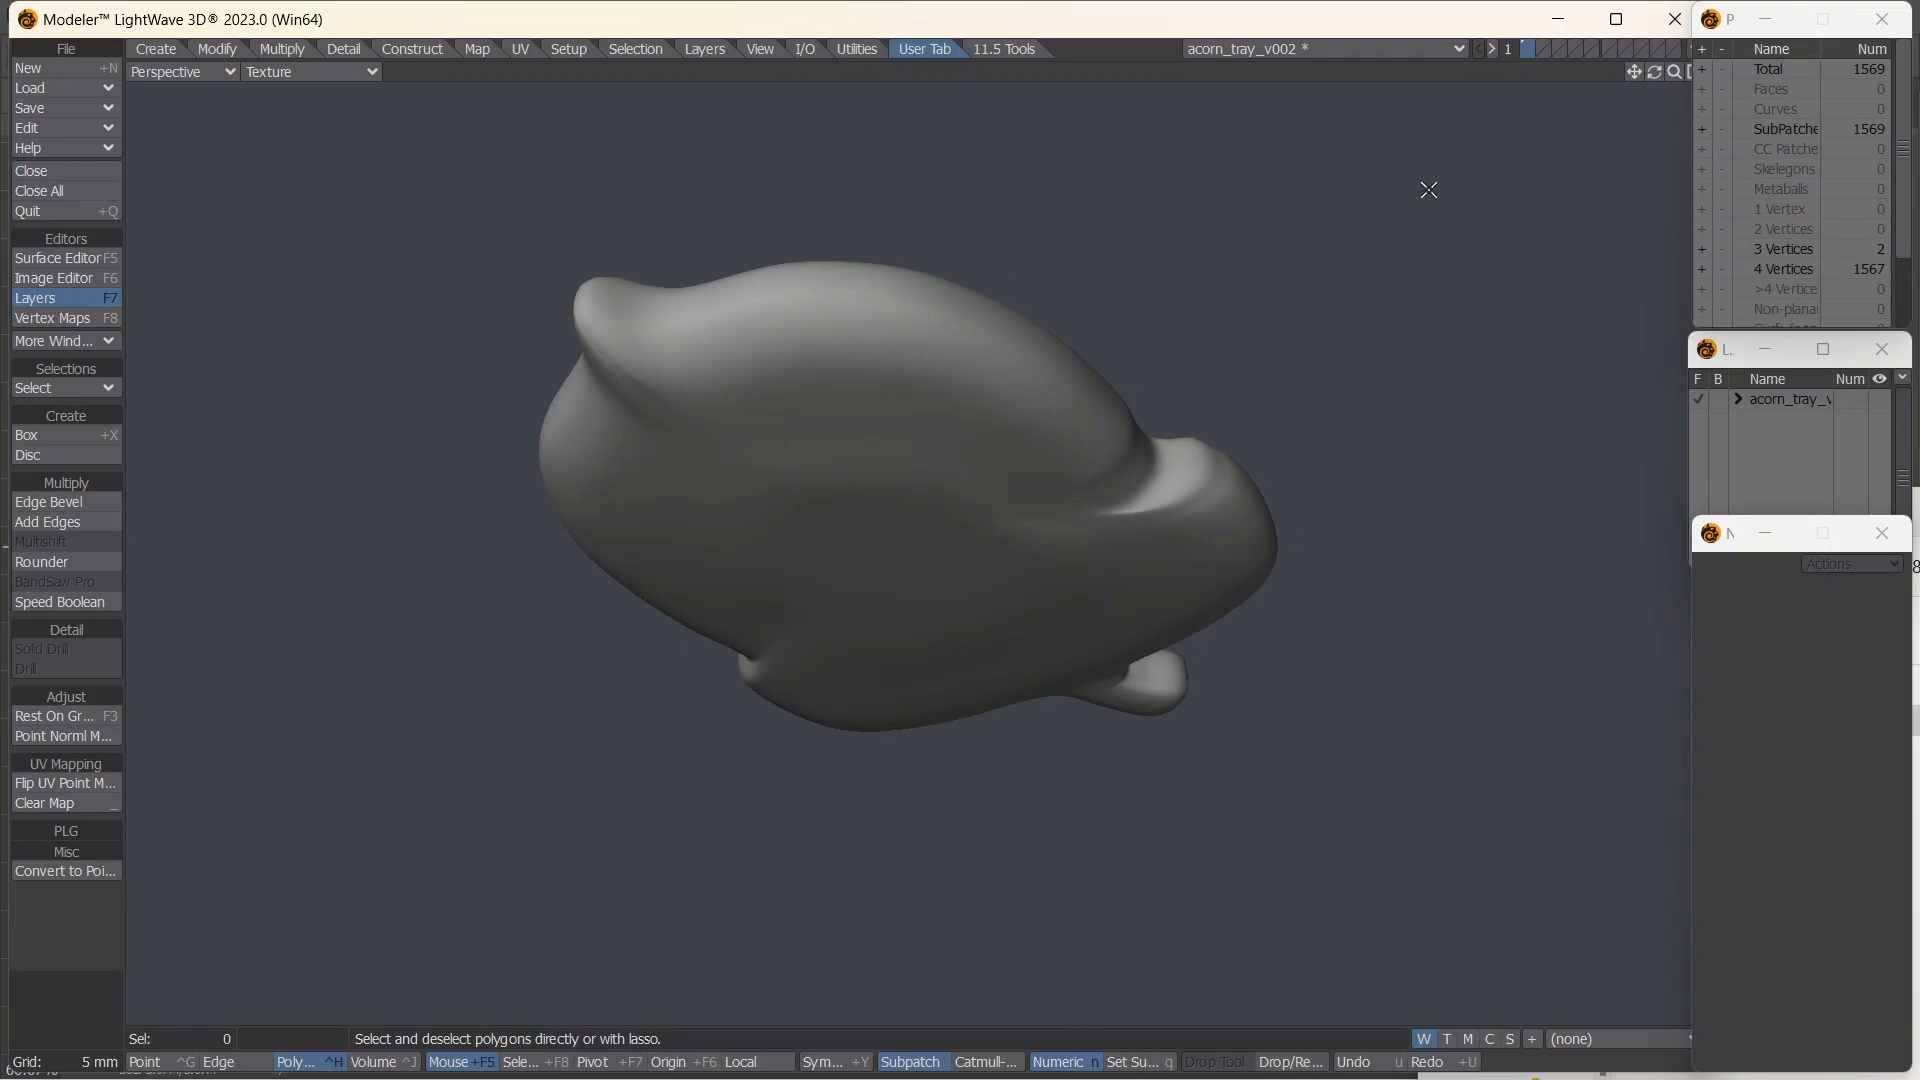 Modeler™ LightWave 3D® 2023.0 (Win64)
P
File
Create Modify Multiply Detail Construct Map UV Setup Selection Layers View I/O Utilities User Tab 11.5 Tools acorn_tray_v002 * 1
+ - Name Num
New +N
Perspective Texture
+ - Total 1569
Load
+ - Faces 0
Save
+ - Curves 0
Edit
+ - SubPatche 1569
Help
+ - CC Patche 0
Close
+ - Skelegons 0
Close All
+ - Metaballs 0
Quit +Q
+ - 1 Vertex 0
+ - 2 Vertices 0
Editors
+ - 3 Vertices 2
Surface Editor F5
+ - 4 Vertices 1567
Image Editor F6
+ - >4 Vertice 0
Layers F7
+ - Non-planar 0
Vertex Maps F8
More Wind...
L.
Selections
F B Name Num
Select
acorn_tray_v
Create
Box +X
Disc
Multiply
Edge Bevel
Add Edges
Multishift
Rounder
Actions
BandSaw Pro
Speed Boolean
Detail
Solid Drill
Drill
Adjust
Rest On Gr... F3
Point Norml M...
UV Mapping
Flip UV Point M...
Clear Map _
PLG
Misc
Convert to Poi...
Sel: 0 Select and deselect polygons directly or with lasso. W T M C S + (none)
Grid: 5 mm Point ^G Edge Poly... ^H Volume ^J Mouse +F5 Sele... +F8 Pivot +F7 Origin +F6 Local Sym... +Y Subpatch Catmull-... Numeric n Set Su... q Drop Tool Drop/Re... Undo u Redo +U